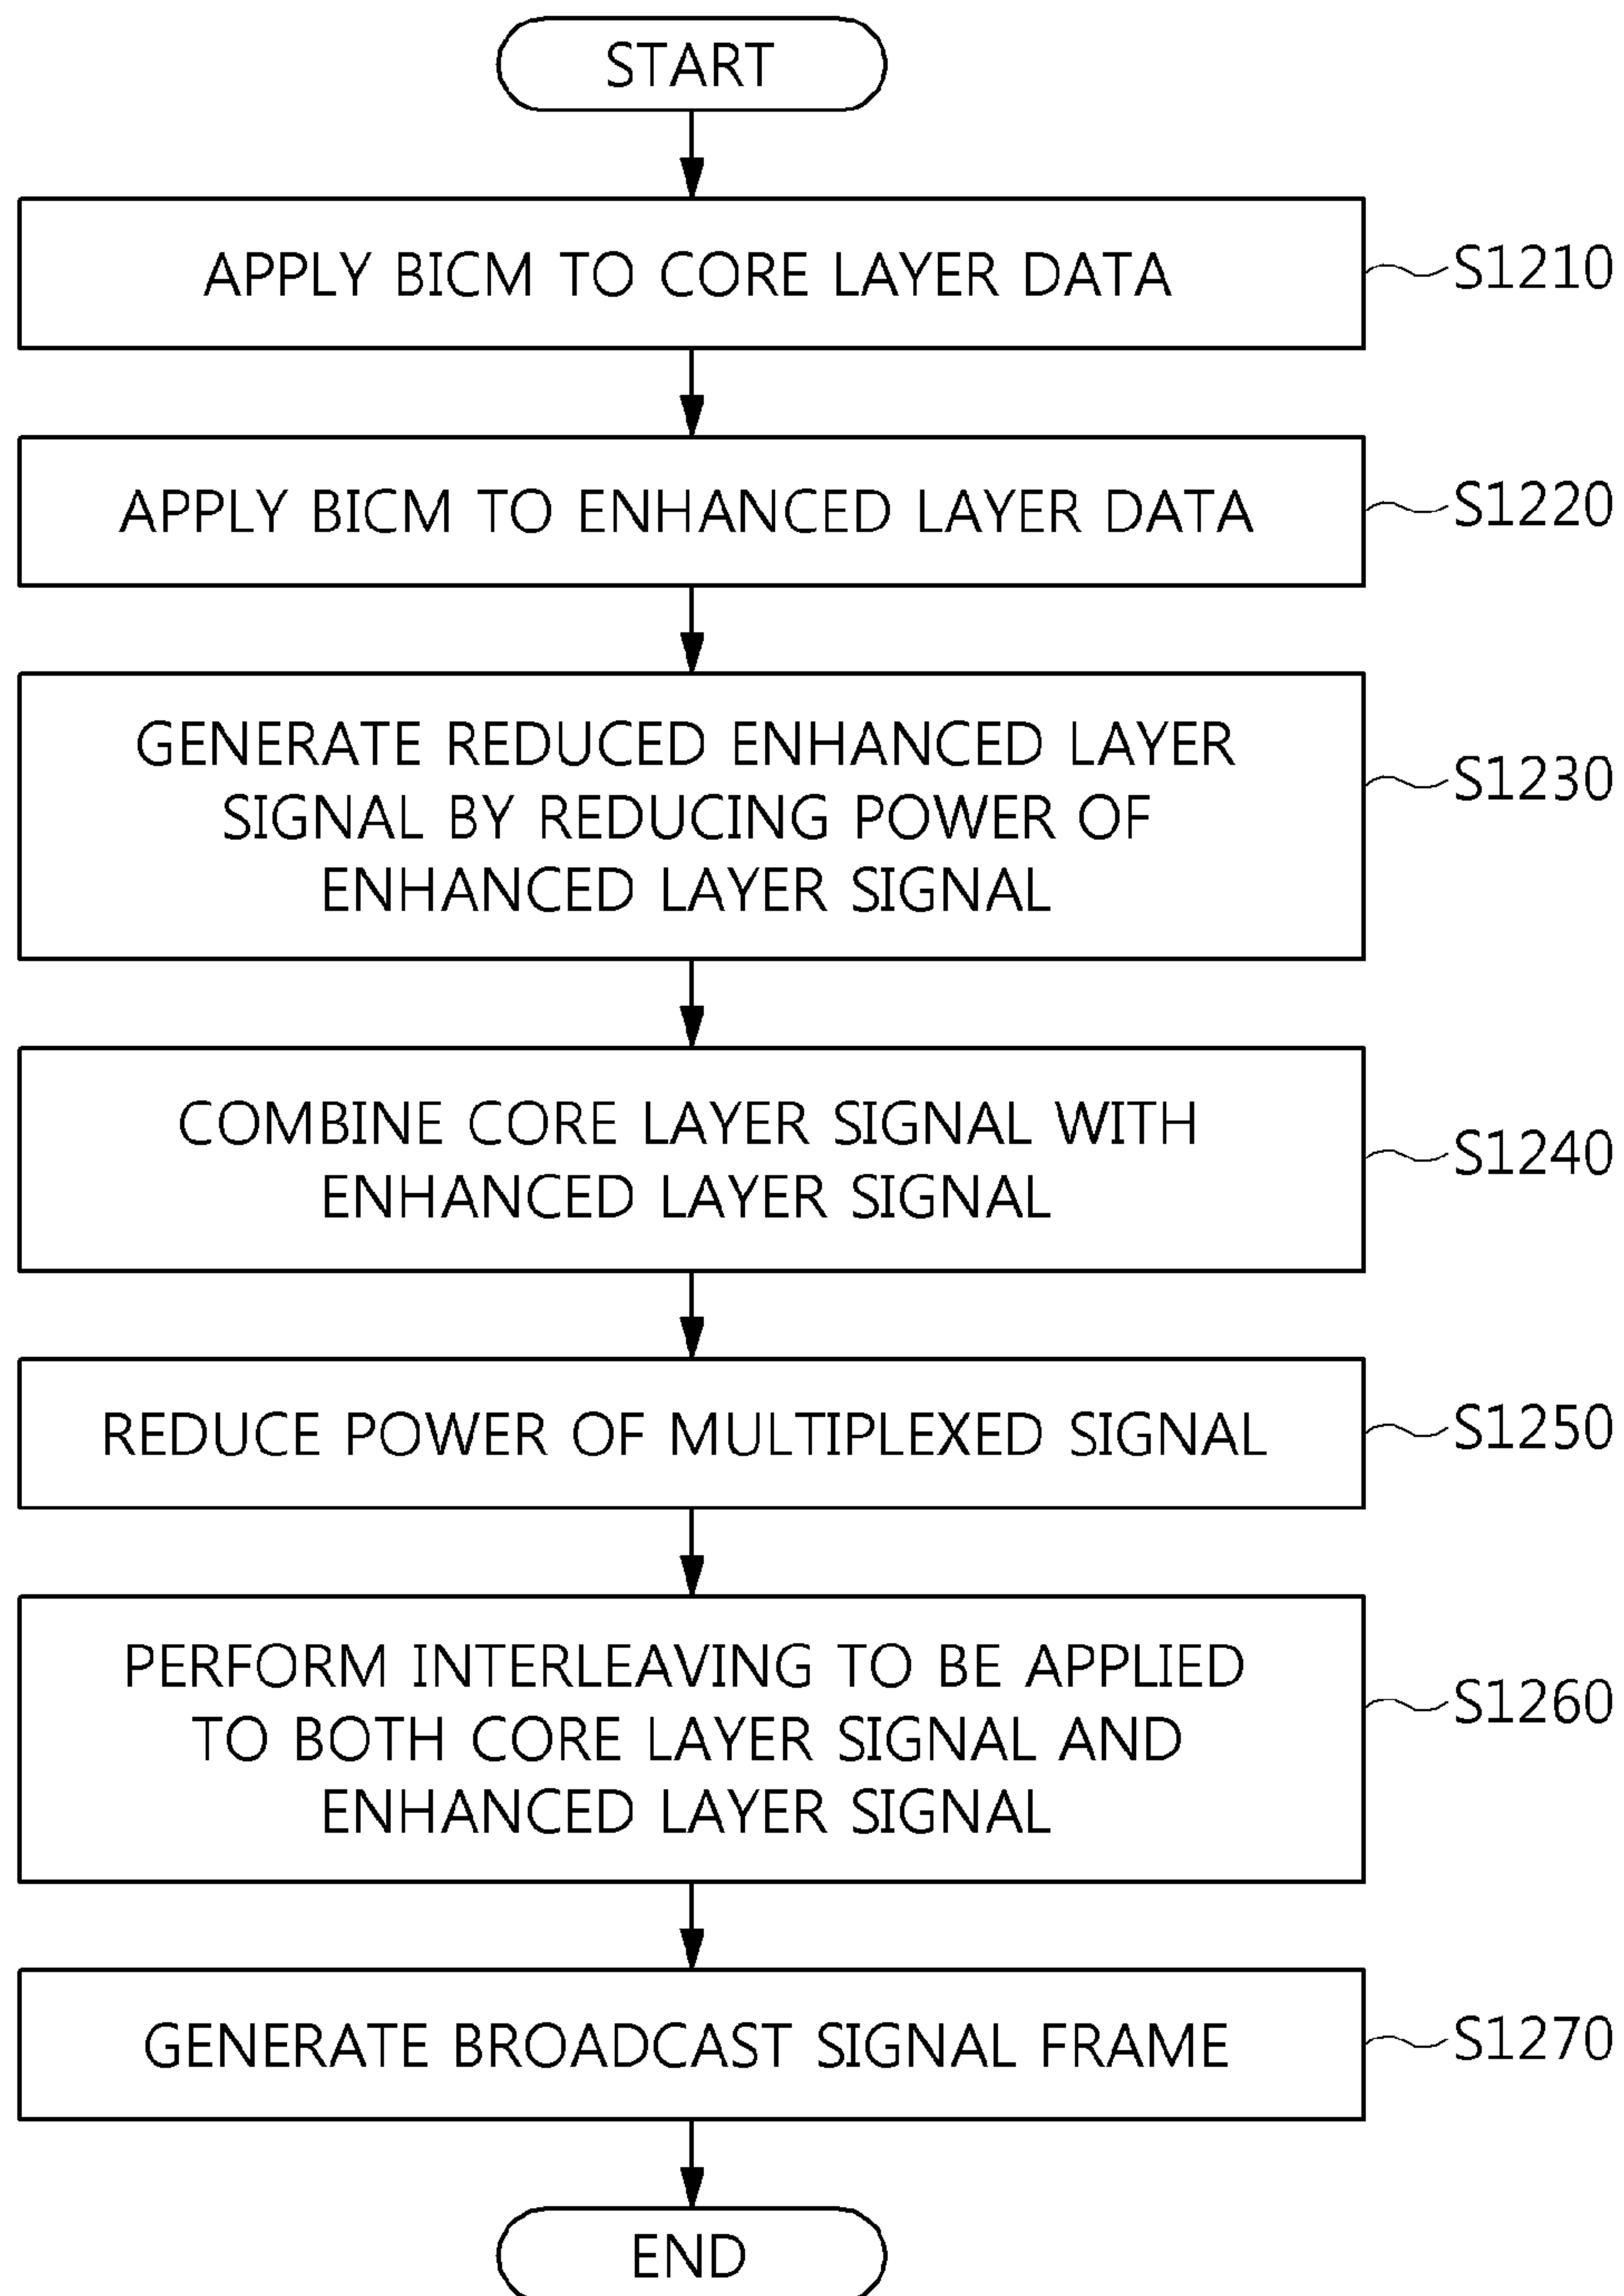 START
APPLY BICM TO CORE LAYER DATA
S1210
APPLY BICM TO ENHANCED LAYER DATA
S1220
GENERATE REDUCED ENHANCED LAYER
SIGNAL BY REDUCING POWER OF
ENHANCED LAYER SIGNAL
S1230
COMBINE CORE LAYER SIGNAL WITH
ENHANCED LAYER SIGNAL
S1240
REDUCE POWER OF MULTIPLEXED SIGNAL
S1250
PERFORM INTERLEAVING TO BE APPLIED
TO BOTH CORE LAYER SIGNAL AND
ENHANCED LAYER SIGNAL
S1260
GENERATE BROADCAST SIGNAL FRAME
S1270
END